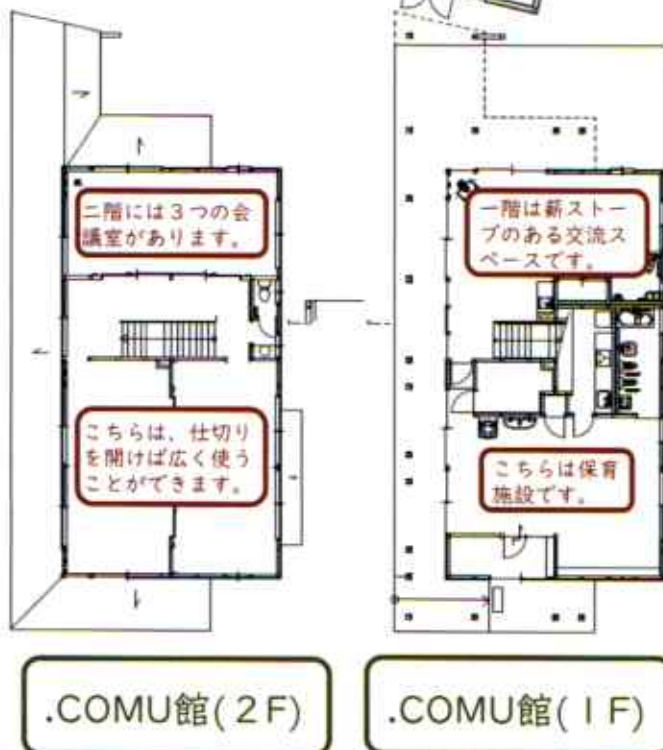 二階には３つの会
議室があります。
こちらは、仕切り
を開けば広く使う
ことができます。
.COMU館(２F)
一階は薪ストー
ブのある交流ス
ペースです。
こちらは保育
施設です。
.COMU館(１F)